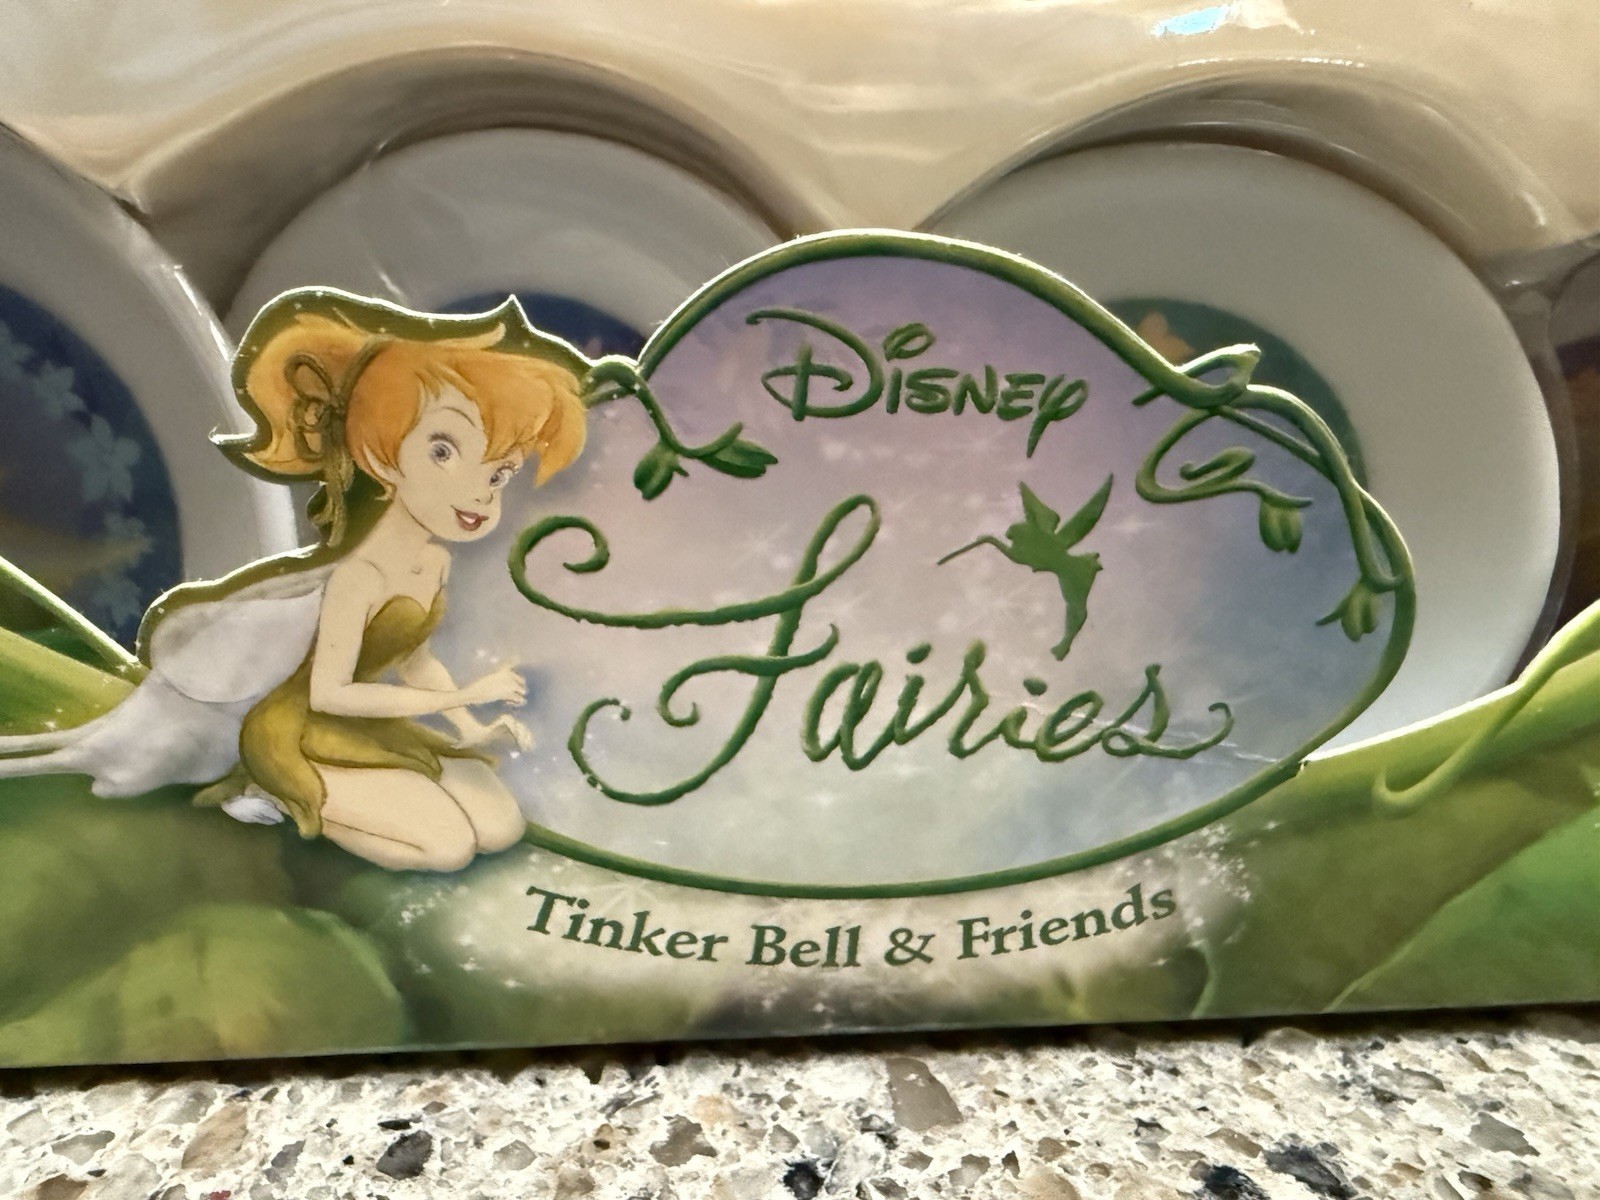 Disney
Fairies
Tinker Bell & Friends